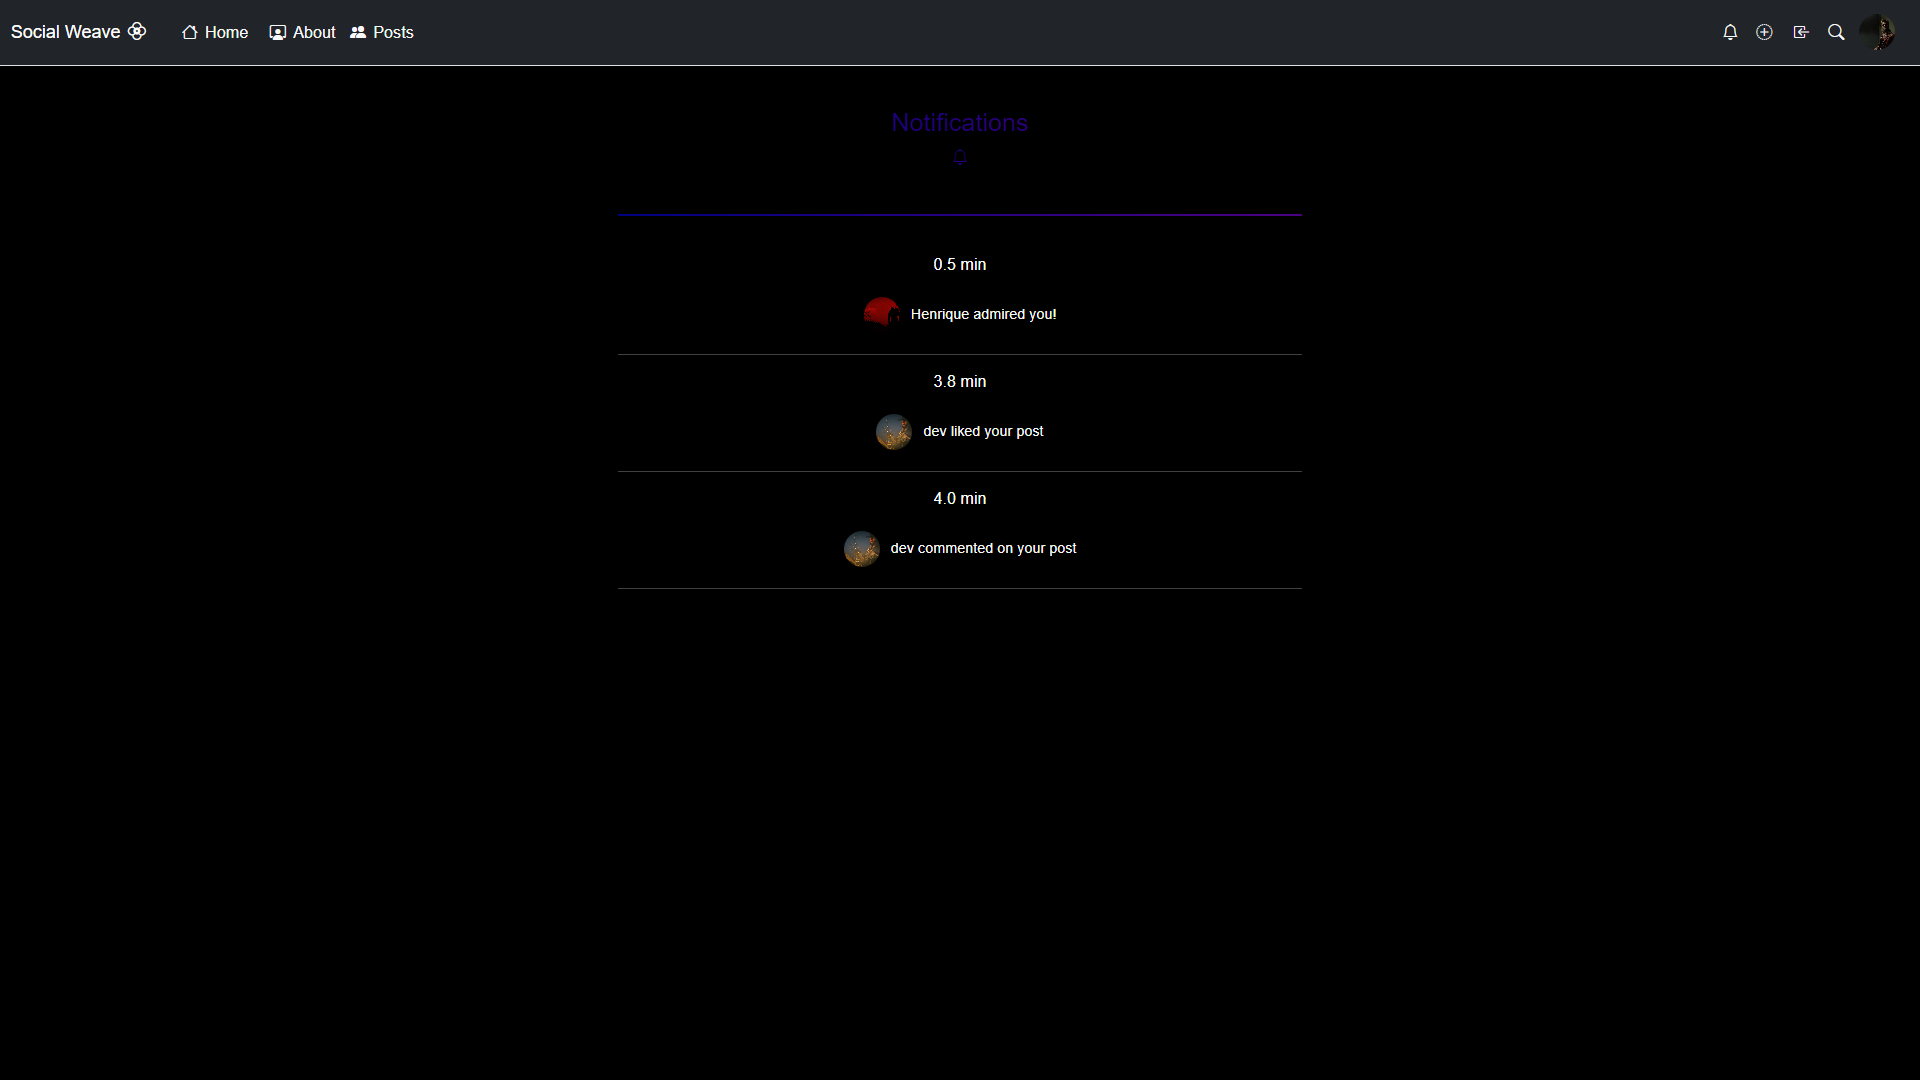 Social Weave
Home
About
Posts
Notifications
0.5 min
Henrique admired you!
3.8 min
dev liked your post
4.0 min
dev commented on your post